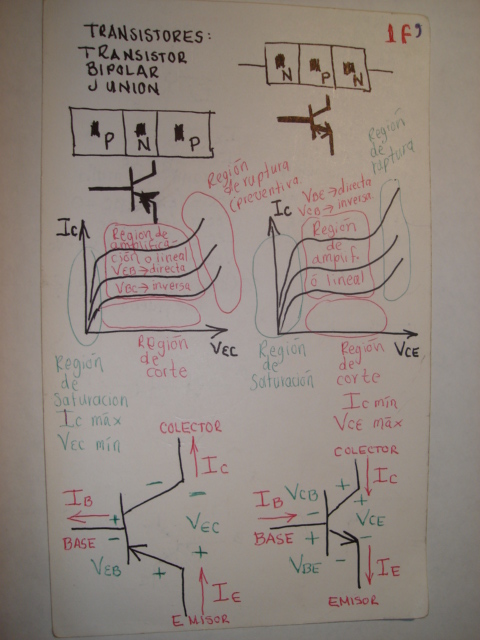 TRANSISTORES:
TRANSISTOR
BIPOLAR
JUNION
1f,
N P N
P N P
Región
de ruptura
(preventiva.
Región
de
ruptura
IC
Región de
amplifica-
ción o lineal
VEB→directa
VBC→inversa
VEC
Región
de
corte
Región
de
saturación
IC máx
VEC mín
VBE→directa
VCB→inversa.
IC
Región
de
amplif.
ó lineal
VCE
Región
de
saturación
Región
de
corte
IC mín
VCE máx
COLECTOR
IC
IB
BASE
+
-
-
VEC
VEB
+
+
IE
EMISOR
COLECTOR
IC
IB
VCB
BASE
+
-
+
+
VCE
VBE
-
-
IE
EMISOR